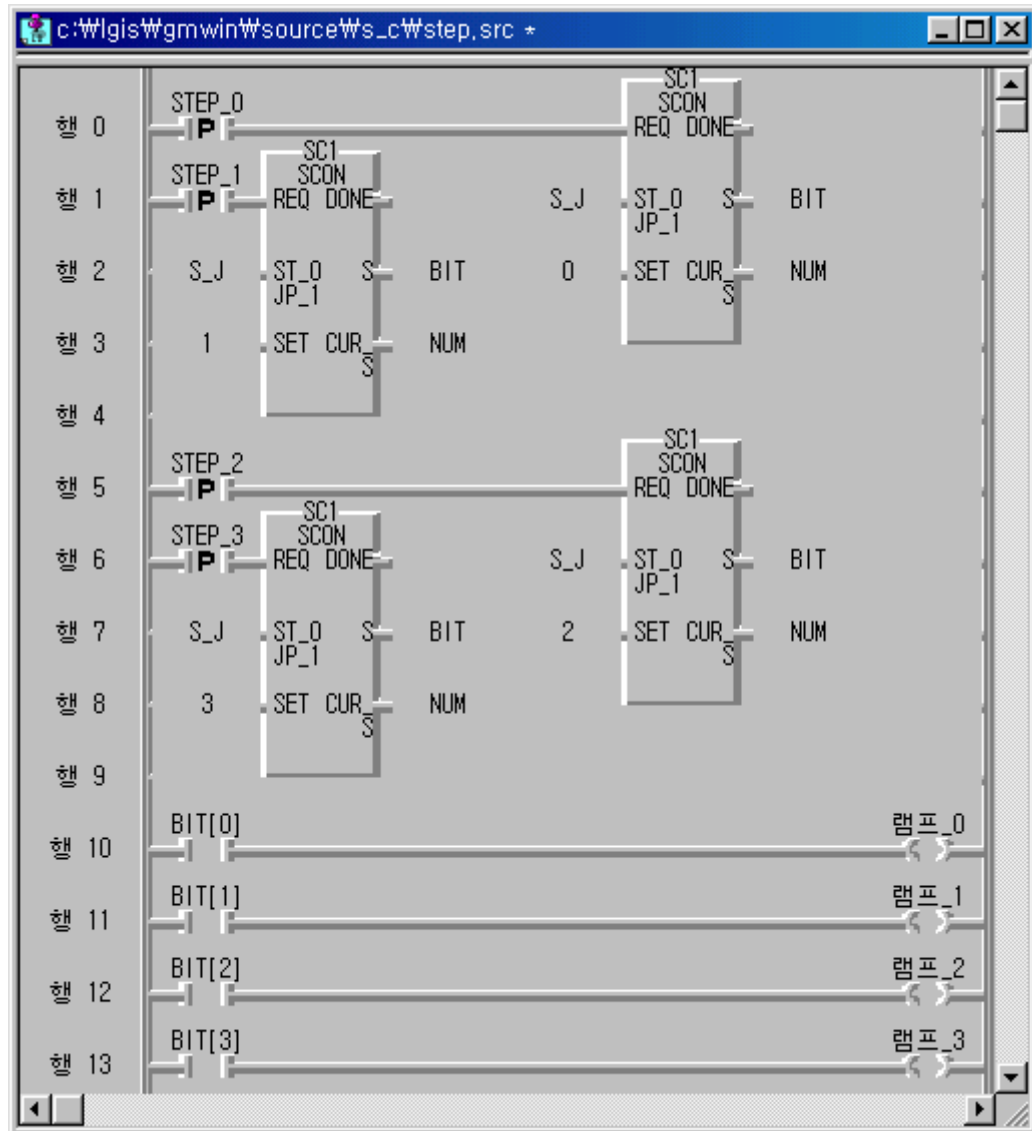 c:₩lgis₩gmwin₩source₩s_c₩step.src *
SC1
STEP_0 SCON
행 0 P REQ DONE
SC1
STEP_1 SCON
행 1 P REQ DONE S_J ST_0 S BIT
JP_1
행 2 S_J ST_0 S BIT 0 SET CUR_ NUM
JP_1 S
행 3 1 SET CUR_ NUM
S
행 4
SC1
STEP_2 SCON
행 5 P REQ DONE
SC1
STEP_3 SCON
행 6 P REQ DONE S_J ST_0 S BIT
JP_1
행 7 S_J ST_0 S BIT 2 SET CUR_ NUM
JP_1 S
행 8 3 SET CUR_ NUM
S
행 9
BIT[0] 램프_0
행 10
BIT[1] 램프_1
행 11
BIT[2] 램프_2
행 12
BIT[3] 램프_3
행 13